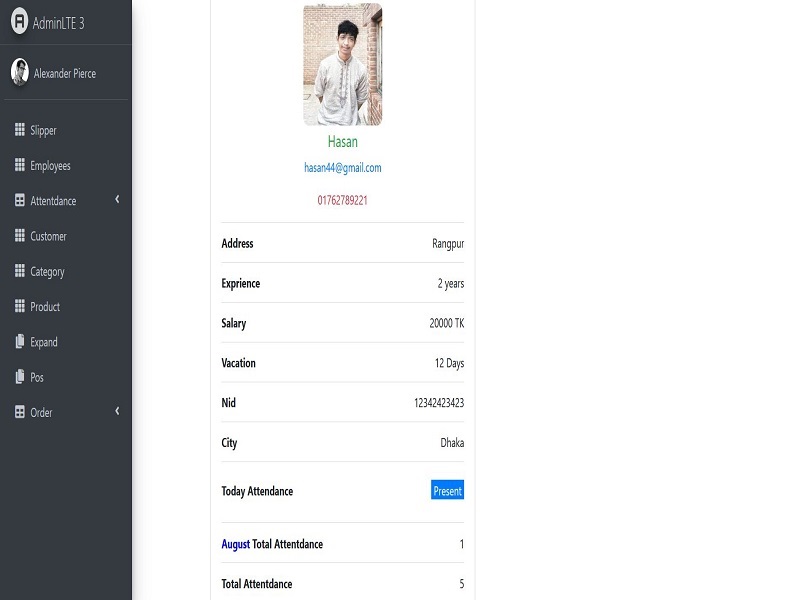 AdminLTE 3
Alexander Pierce
Slipper
Employees
Attentdance
Customer
Category
Product
Expand
Pos
Order
Hasan
hasan44@gmail.com
01762789221
Address Rangpur
Exprience 2 years
Salary 20000 TK
Vacation 12 Days
Nid 12342423423
City Dhaka
Today Attendance Present
August Total Attentdance 1
Total Attentdance 5